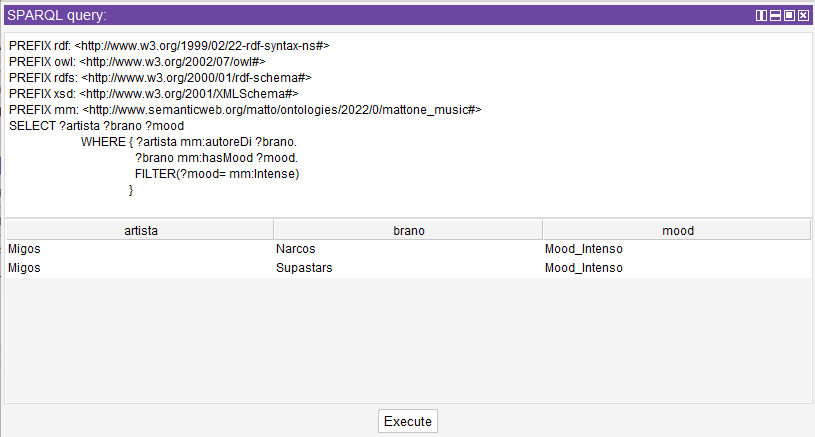 SPARQL query:
PREFIX rdf: <http://www.w3.org/1999/02/22-rdf-syntax-ns#>
PREFIX owl: <http://www.w3.org/2002/07/owl#>
PREFIX rdfs: <http://www.w3.org/2000/01/rdf-schema#>
PREFIX xsd: <http://www.w3.org/2001/XMLSchema#>
PREFIX mm: <http://www.semanticweb.org/matto/ontologies/2022/0/mattone_music#>
SELECT ?artista ?brano ?mood
WHERE { ?artista mm:autoreDi ?brano.
?brano mm:hasMood ?mood.
FILTER(?mood= mm:Intense)
}
artista brano mood
Migos Narcos Mood_Intenso
Migos Supastars Mood_Intenso
Execute